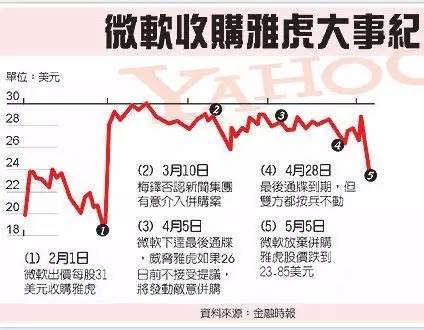 微軟收購雅虎大事紀
YAHOO
單位：美元
30
28
26
24
22
20
18
1
2
3
4
5
(1) 2月1日
微軟出價每股31
美元收購雅虎
(2) 3月10日
梅鐸否認新聞集團
有意介入併購案
(3) 4月5日
微軟下達最後通牒，
威脅雅虎如果26
日前不接受提議，
將發動敵意併購
(4) 4月28日
最後通牒到期，但
雙方都按兵不動
(5) 5月5日
微軟放棄併購
雅虎股價跌到
23.85美元
資料來源：金融時報